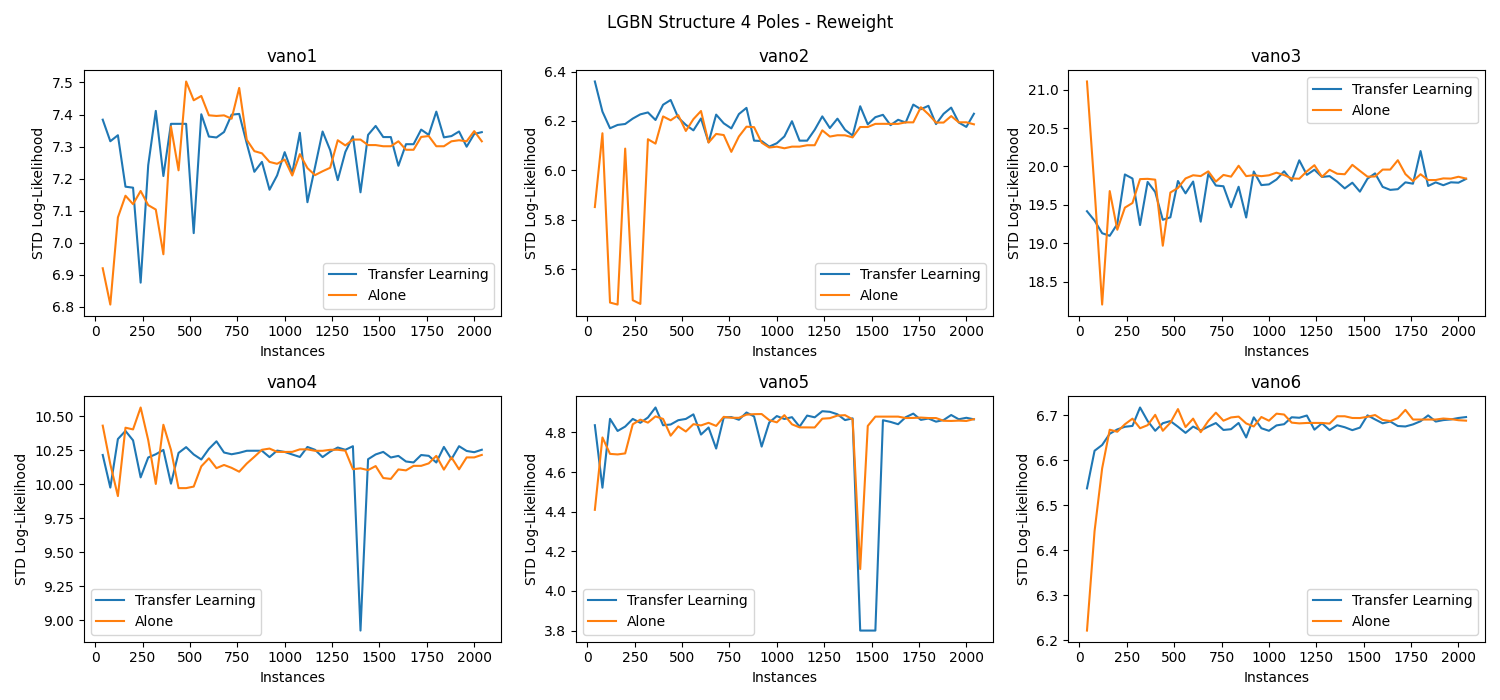 LGBN Structure 4 Poles - Reweight
vano1
7.5
7.4
7.3
7.2
7.1
7.0
6.9
6.8
STD Log-Likelihood
Transfer Learning
Alone
0 250 500 750 1000 1250 1500 1750 2000
Instances
vano2
6.4
6.2
6.0
5.8
5.6
STD Log-Likelihood
Transfer Learning
Alone
0 250 500 750 1000 1250 1500 1750 2000
Instances
vano3
21.0
20.5
20.0
19.5
19.0
18.5
STD Log-Likelihood
Transfer Learning
Alone
0 250 500 750 1000 1250 1500 1750 2000
Instances
vano4
10.50
10.25
10.00
9.75
9.50
9.25
9.00
STD Log-Likelihood
Transfer Learning
Alone
0 250 500 750 1000 1250 1500 1750 2000
Instances
vano5
4.8
4.6
4.4
4.2
4.0
3.8
STD Log-Likelihood
Transfer Learning
Alone
0 250 500 750 1000 1250 1500 1750 2000
Instances
vano6
6.7
6.6
6.5
6.4
6.3
6.2
STD Log-Likelihood
Transfer Learning
Alone
0 250 500 750 1000 1250 1500 1750 2000
Instances